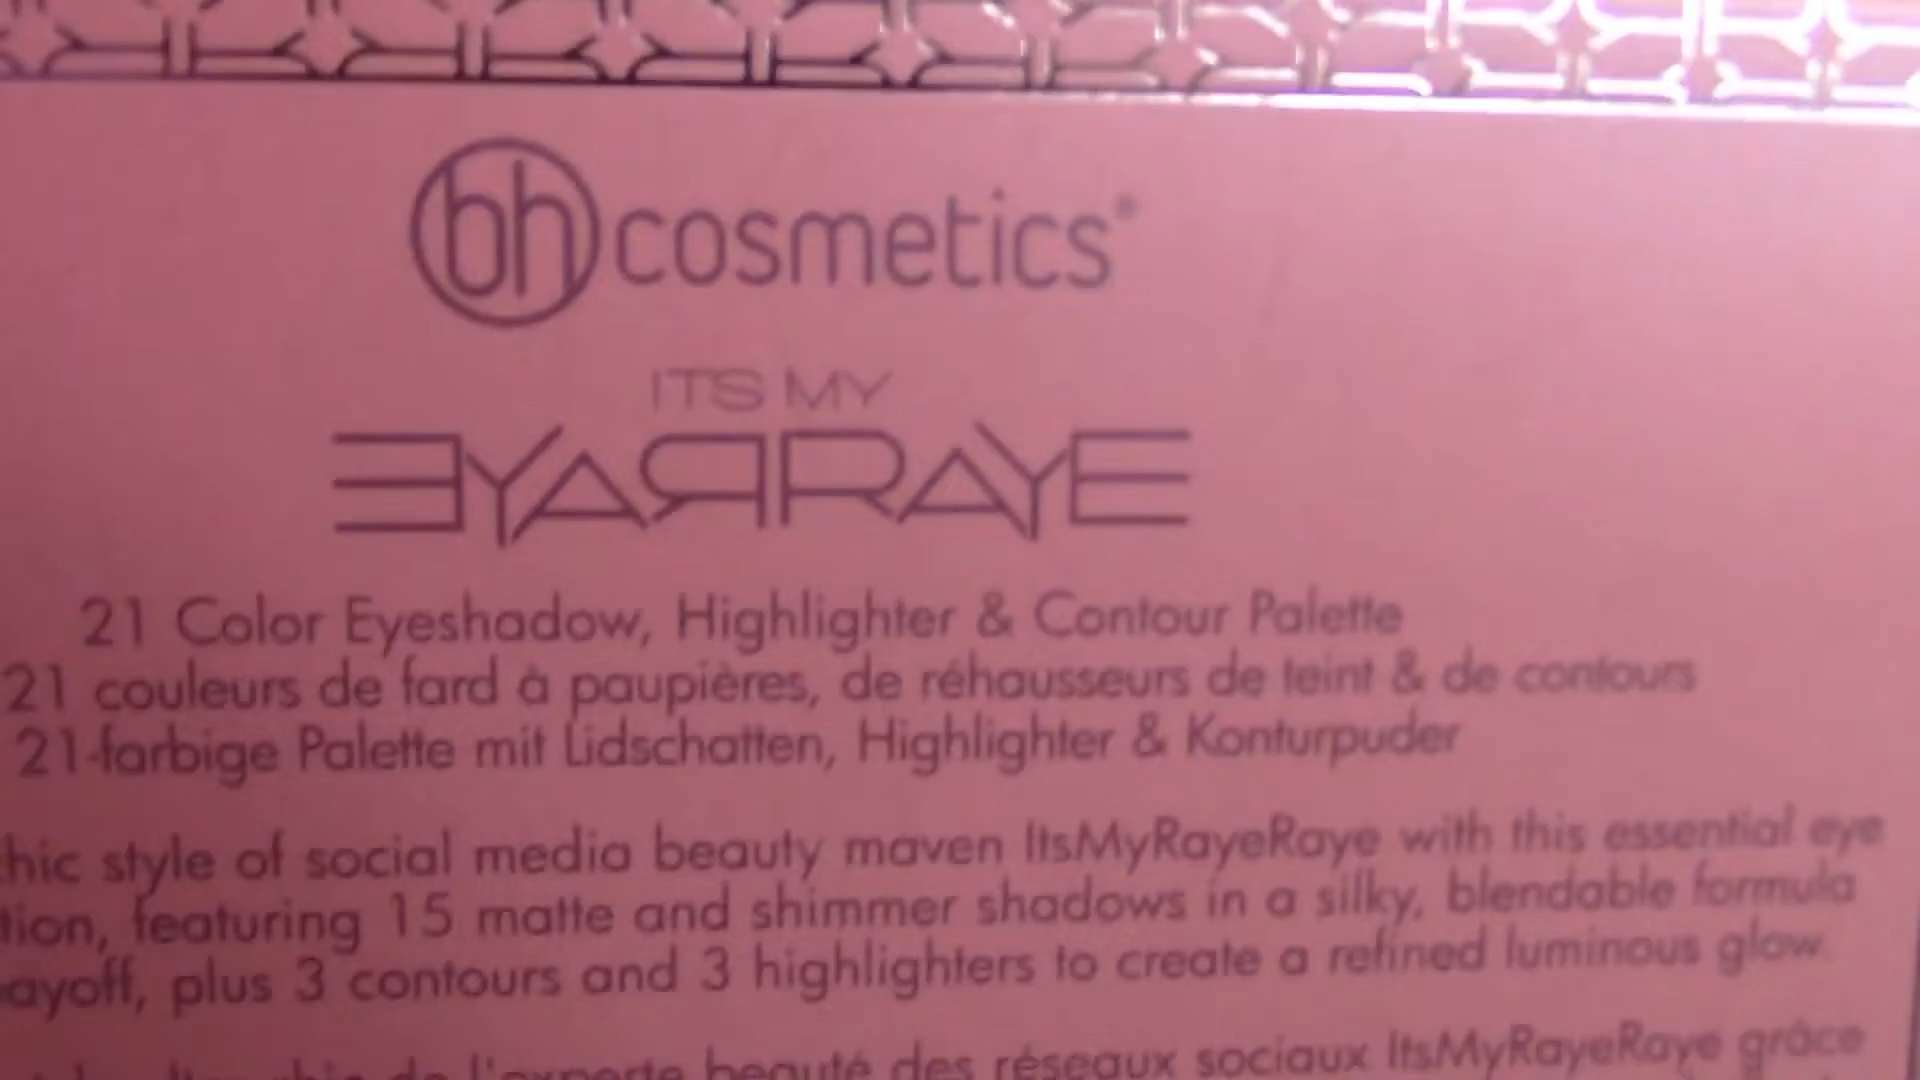 bh cosmetics®
ITS MY
EYARRAYE
21 Color Eyeshadow, Highlighter & Contour Palette
21 couleurs de fard à paupières, de réhausseurs de teint & de contours
21-farbige Palette mit Lidschatten, Highlighter & Konturpuder
hic style of social media beauty maven ItsMyRayeRaye with this essential eye
tion, featuring 15 matte and shimmer shadows in a silky, blendable formula
ayoff, plus 3 contours and 3 highlighters to create a refined luminous glow.
de l'experte beauté des réseaux sociaux ItsMyRayeRaye grâce